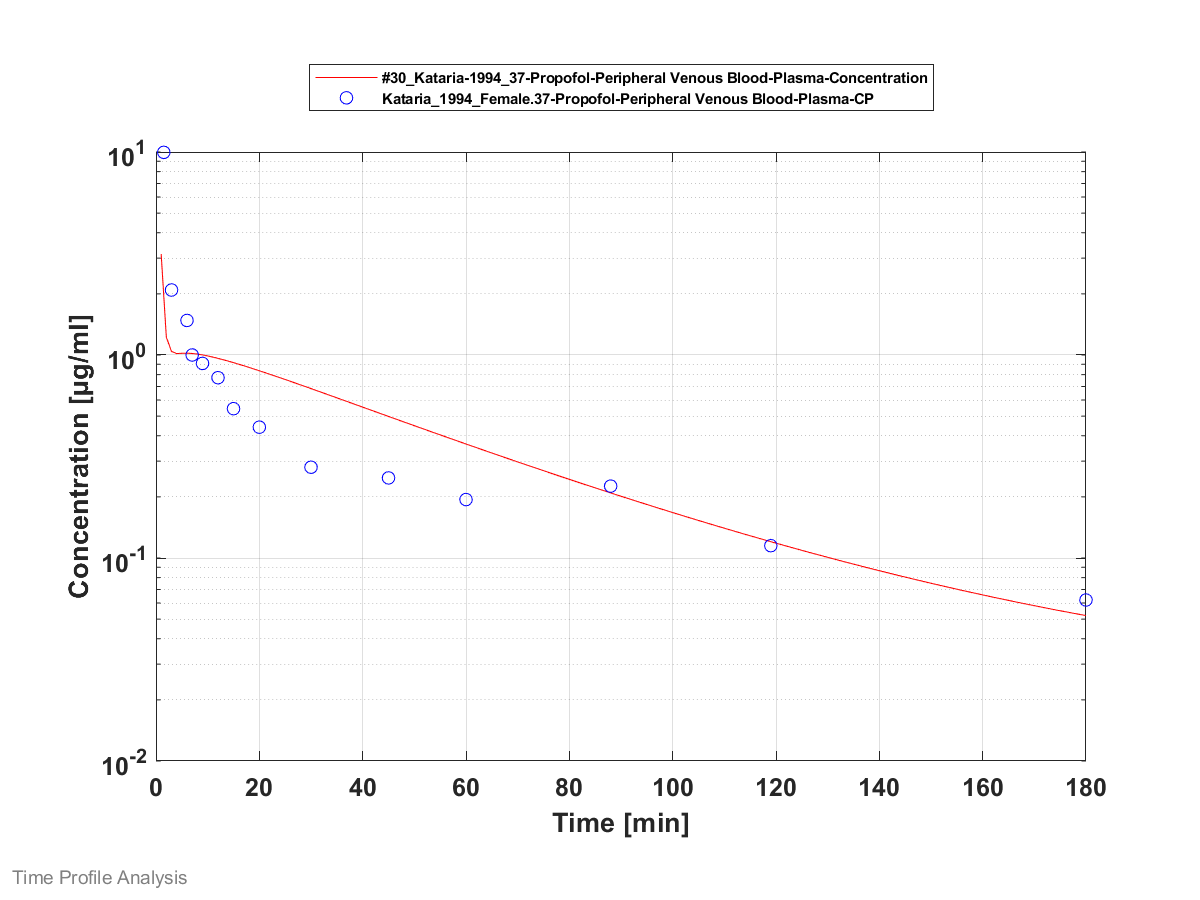 #30_Kataria-1994_37-Propofol-Peripheral Venous Blood-Plasma-Concentration
Kataria_1994_Female.37-Propofol-Peripheral Venous Blood-Plasma-CP
10^1
10^0
10^-1
10^-2
Concentration [µg/ml]
0 20 40 60 80 100 120 140 160 180
Time [min]
Time Profile Analysis